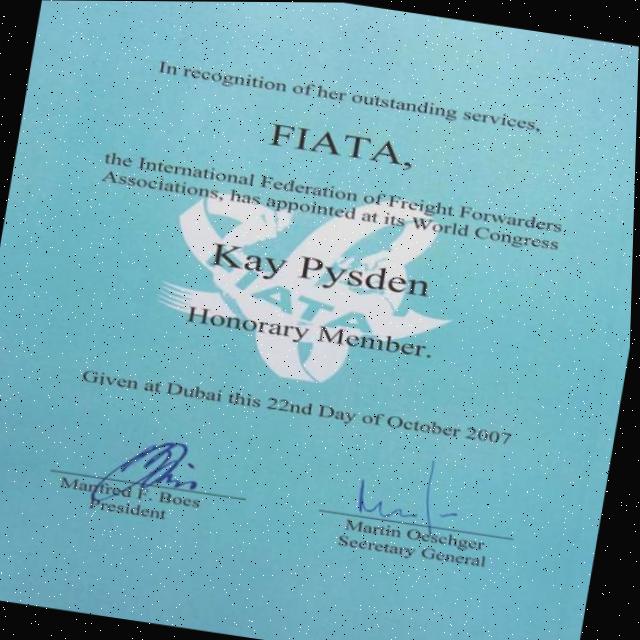 In recognition of her outstanding services,
FIATA,
the International Federation of Freight Forwarders
Associations, has appointed at its World Congress
Kay Pysden
FIATA
Honorary Member.
Given at Dubai this 22nd Day of October 2007
Manfred F. Boes
President
Martin Oeschger
Secretary General